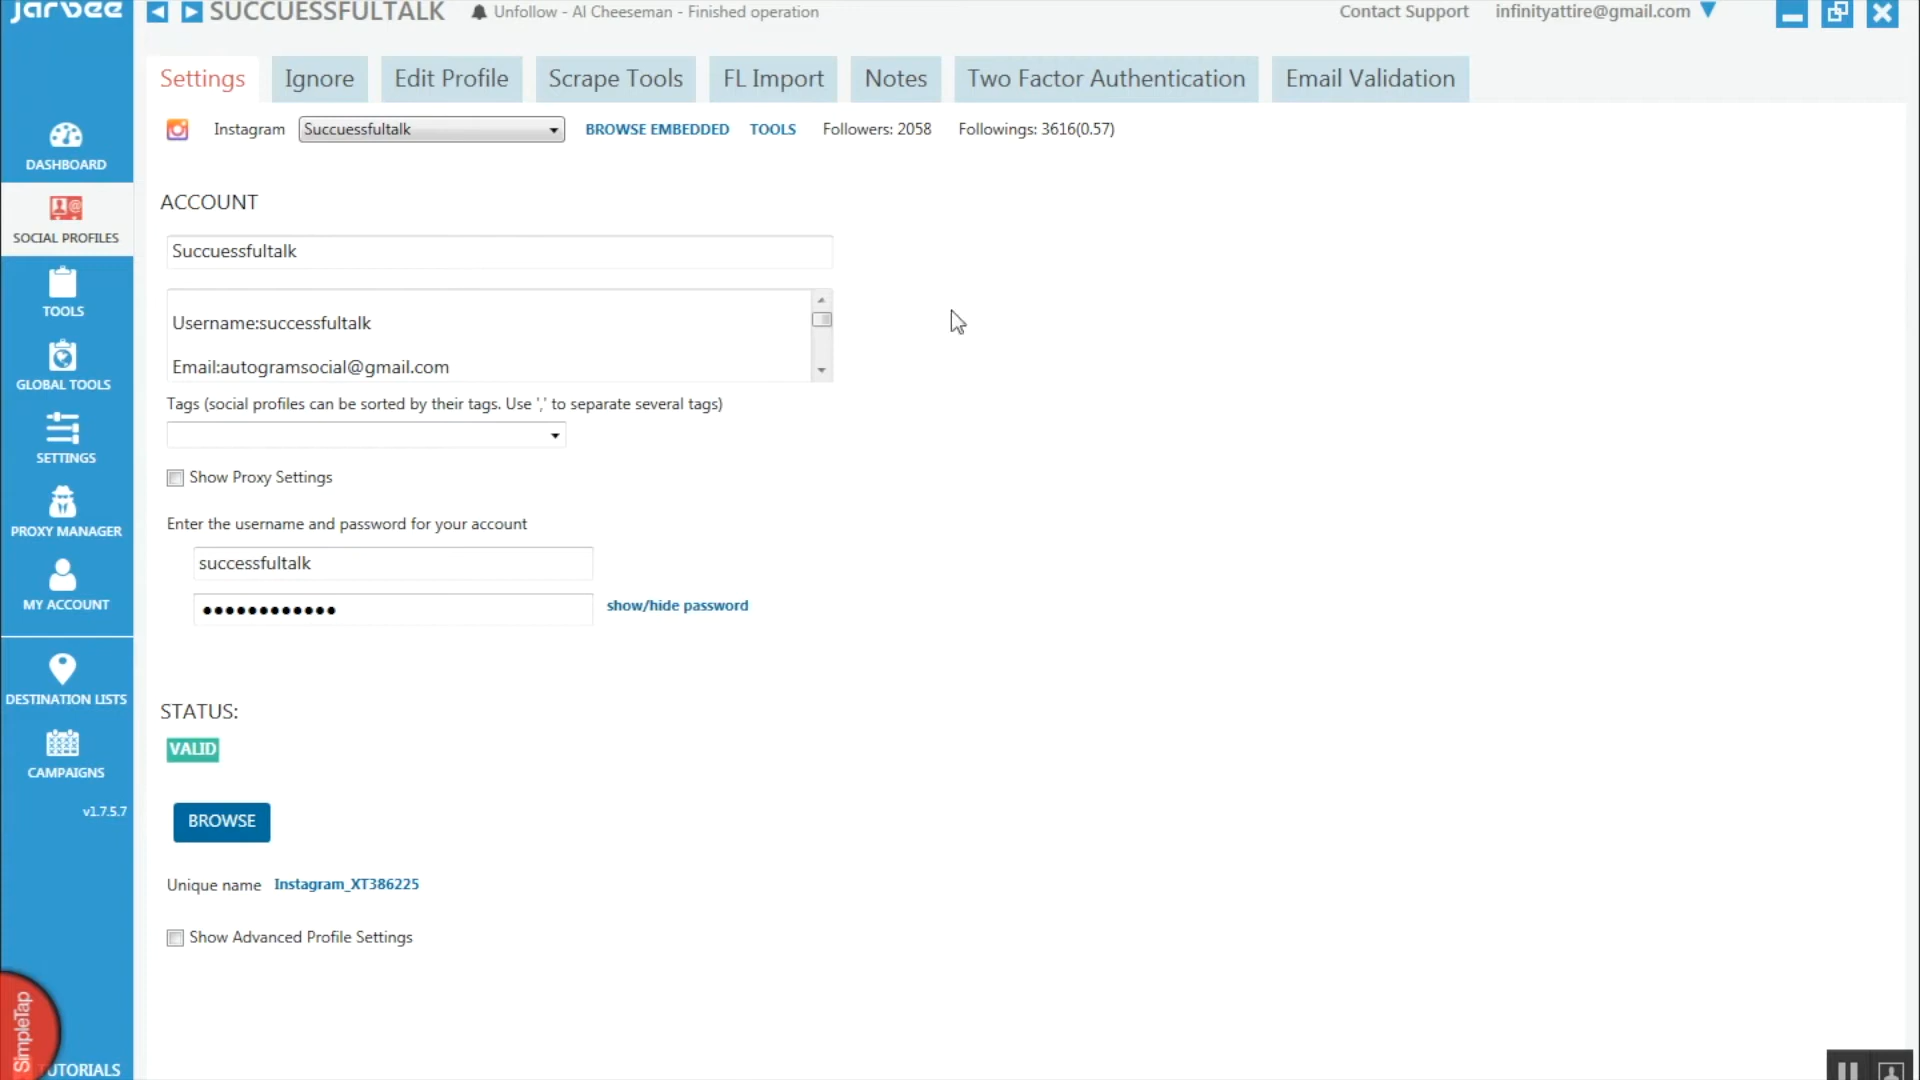 Jarvee
SUCCUESSFULTALK
Unfollow - Al Cheeseman - Finished operation
Contact Support
infinityattire@gmail.com
Settings
Ignore
Edit Profile
Scrape Tools
FL Import
Notes
Two Factor Authentication
Email Validation
Instagram
Succuessfultalk
BROWSE EMBEDDED
TOOLS
Followers: 2058
Followings: 3616(0.57)
DASHBOARD
SOCIAL PROFILES
TOOLS
GLOBAL TOOLS
SETTINGS
PROXY MANAGER
MY ACCOUNT
DESTINATION LISTS
CAMPAIGNS
v1.7.5.7
SimpleTap
UTORIALS
ACCOUNT
Succuessfultalk
Username:successfultalk
Email:autogramsocial@gmail.com
Tags (social profiles can be sorted by their tags. Use ',' to separate several tags)
Show Proxy Settings
Enter the username and password for your account
successfultalk
••••••••••••
show/hide password
STATUS:
VALID
BROWSE
Unique name Instagram_XT386225
Show Advanced Profile Settings